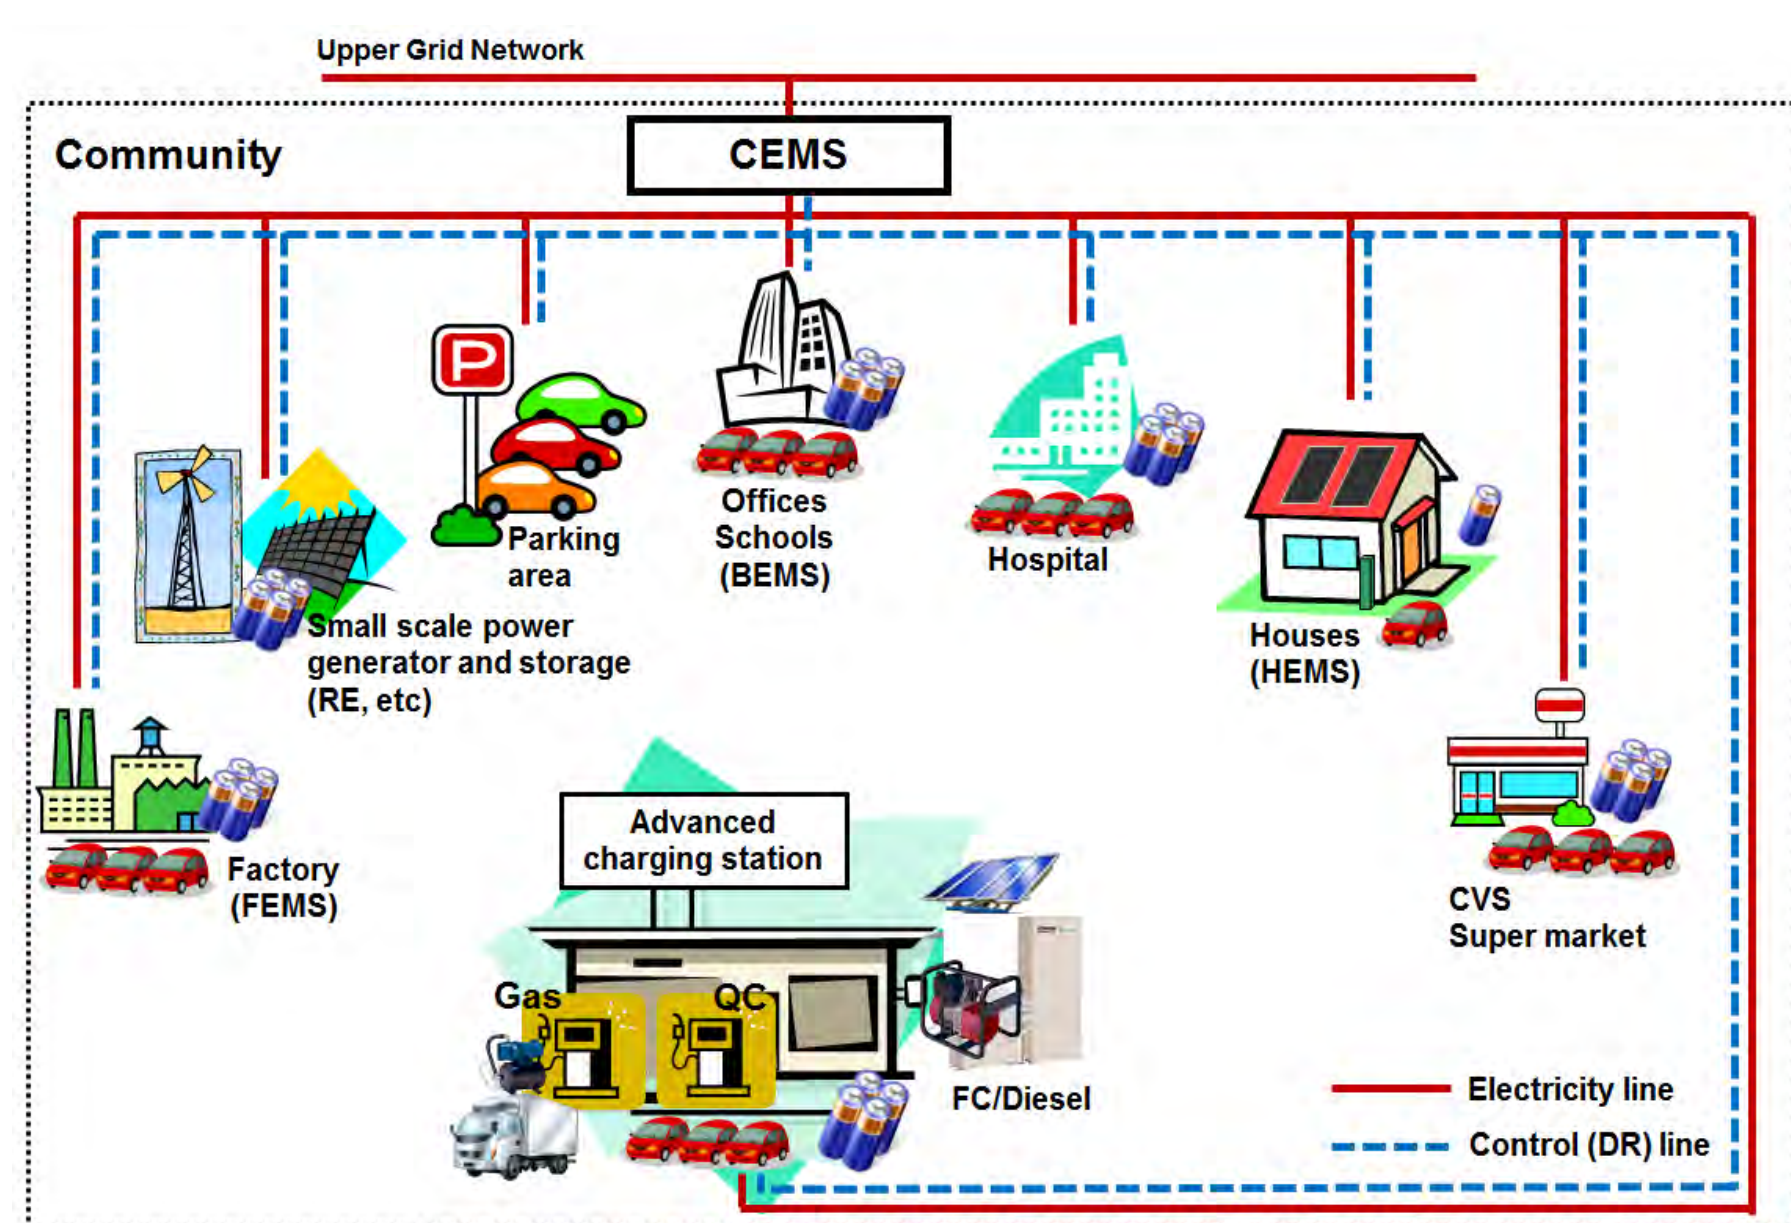 Upper Grid Network
Community
CEMS
P
Parking
area
Offices
Schools
(BEMS)
Hospital
Houses
(HEMS)
Small scale power
generator and storage
(RE, etc)
Factory
(FEMS)
Advanced
charging station
Gas
QC
FC/Diesel
CVS
Super market
Electricity line
Control (DR) line